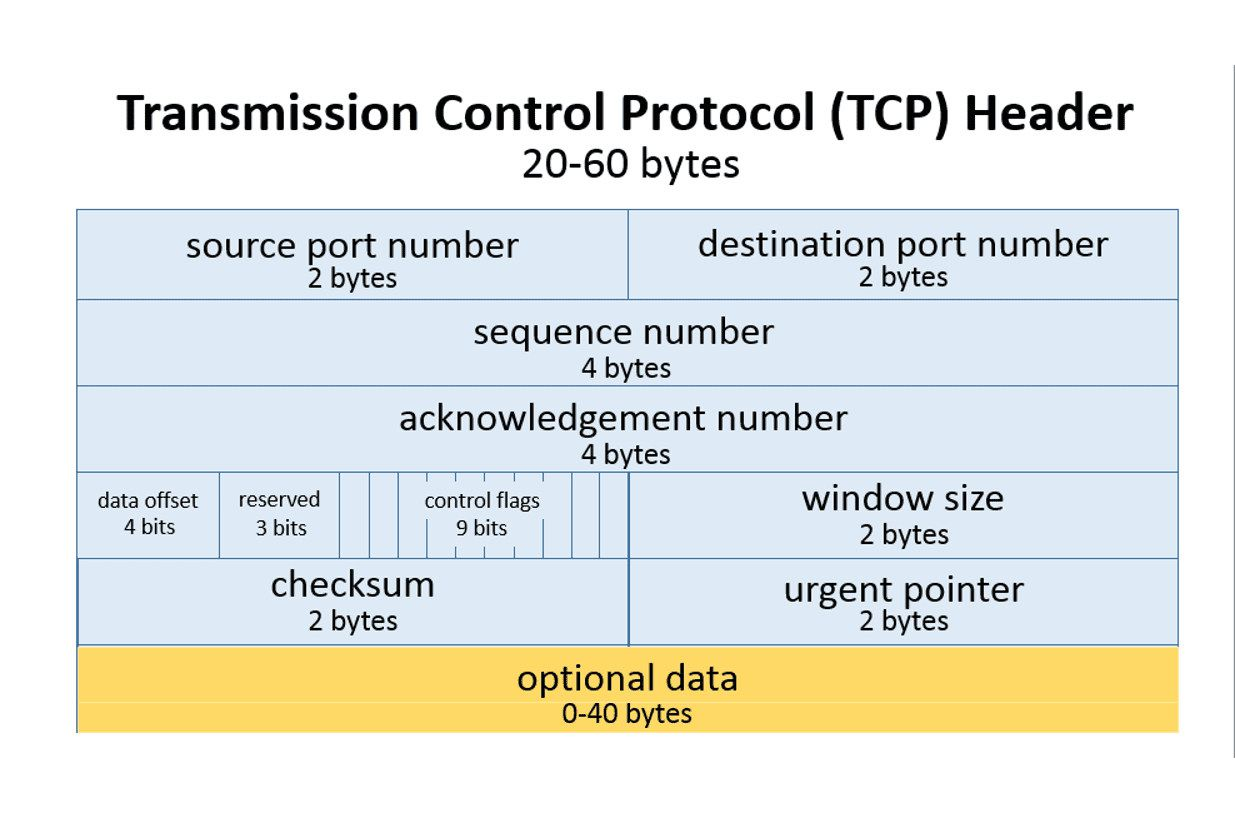 Transmission Control Protocol (TCP) Header
20-60 bytes
source port number
2 bytes
destination port number
2 bytes
sequence number
4 bytes
acknowledgement number
4 bytes
data offset
4 bits
reserved
3 bits
control flags
9 bits
window size
2 bytes
checksum
2 bytes
urgent pointer
2 bytes
optional data
0-40 bytes